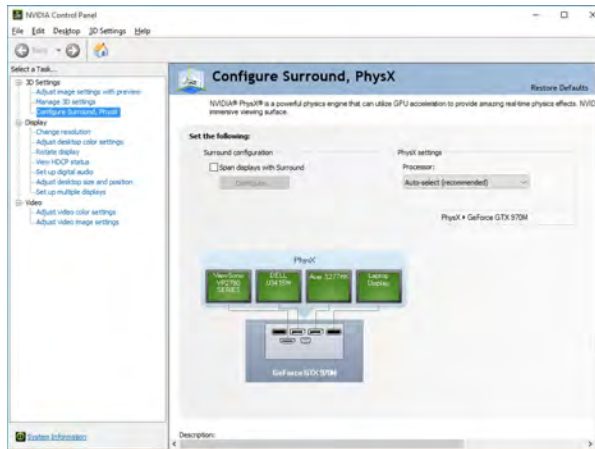 NVIDIA Control Panel
File Edit Desktop 3D Settings Help
Back
Select a Task...
3D Settings
Adjust image settings with preview
Manage 3D settings
Configure Surround, PhysX
Display
Change resolution
Adjust desktop color settings
Rotate display
View HDCP status
Set up digital audio
Adjust desktop size and position
Set up multiple displays
Video
Adjust video color settings
Adjust video image settings
System Information
Configure Surround, PhysX
Restore Defaults
NVIDIA® PhysX® is a powerful physics engine that can utilize GPU acceleration to provide amazing real-time physics effects. NVID
immersive viewing surface.
Set the following:
Surround configuration
Span displays with Surround
Configure...
PhysX settings
Processor:
Auto-select (recommended)
PhysX > GeForce GTX 970M
PhysX
ViewSonic
VP2780
SERIES
DELL
U3415W
Acer S277HK
Laptop
Display
GeForce GTX 970M
Description: